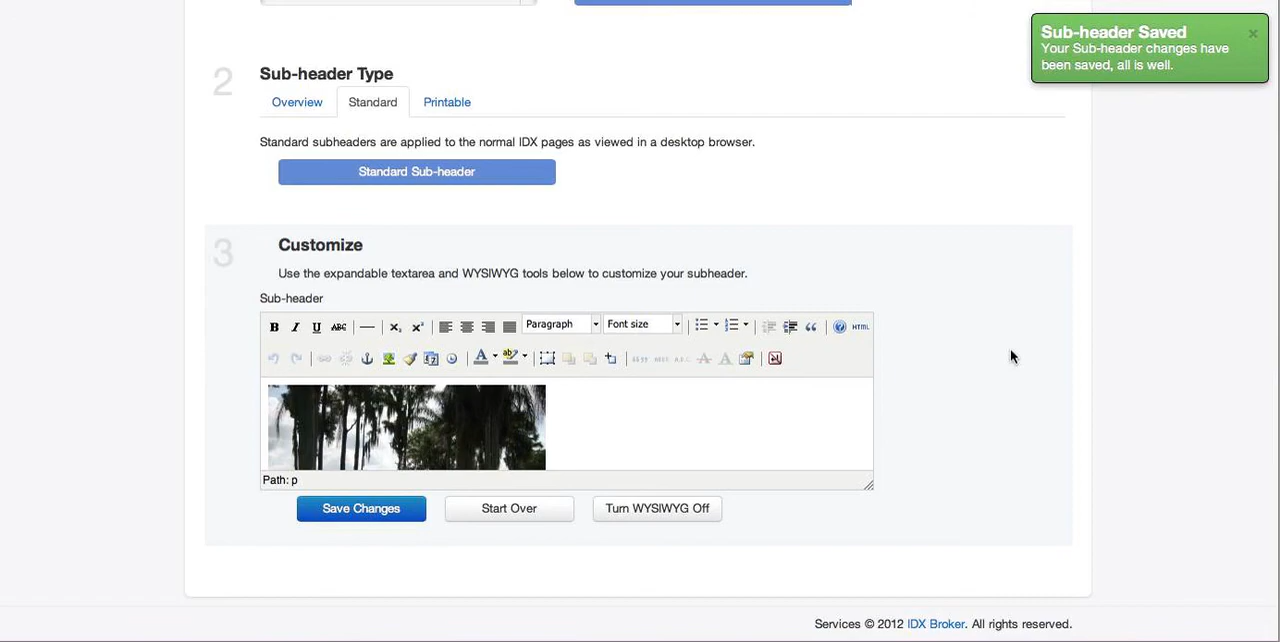 Sub-header Saved ×
Your Sub-header changes have
been saved, all is well.
2
Sub-header Type
Overview Standard Printable
Standard subheaders are applied to the normal IDX pages as viewed in a desktop browser.
Standard Sub-header
3
Customize
Use the expandable textarea and WYSIWYG tools below to customize your subheader.
Sub-header
B I U ABC Paragraph Font size HTML
Path: p
Save Changes Start Over Turn WYSIWYG Off
Services © 2012 IDX Broker. All rights reserved.